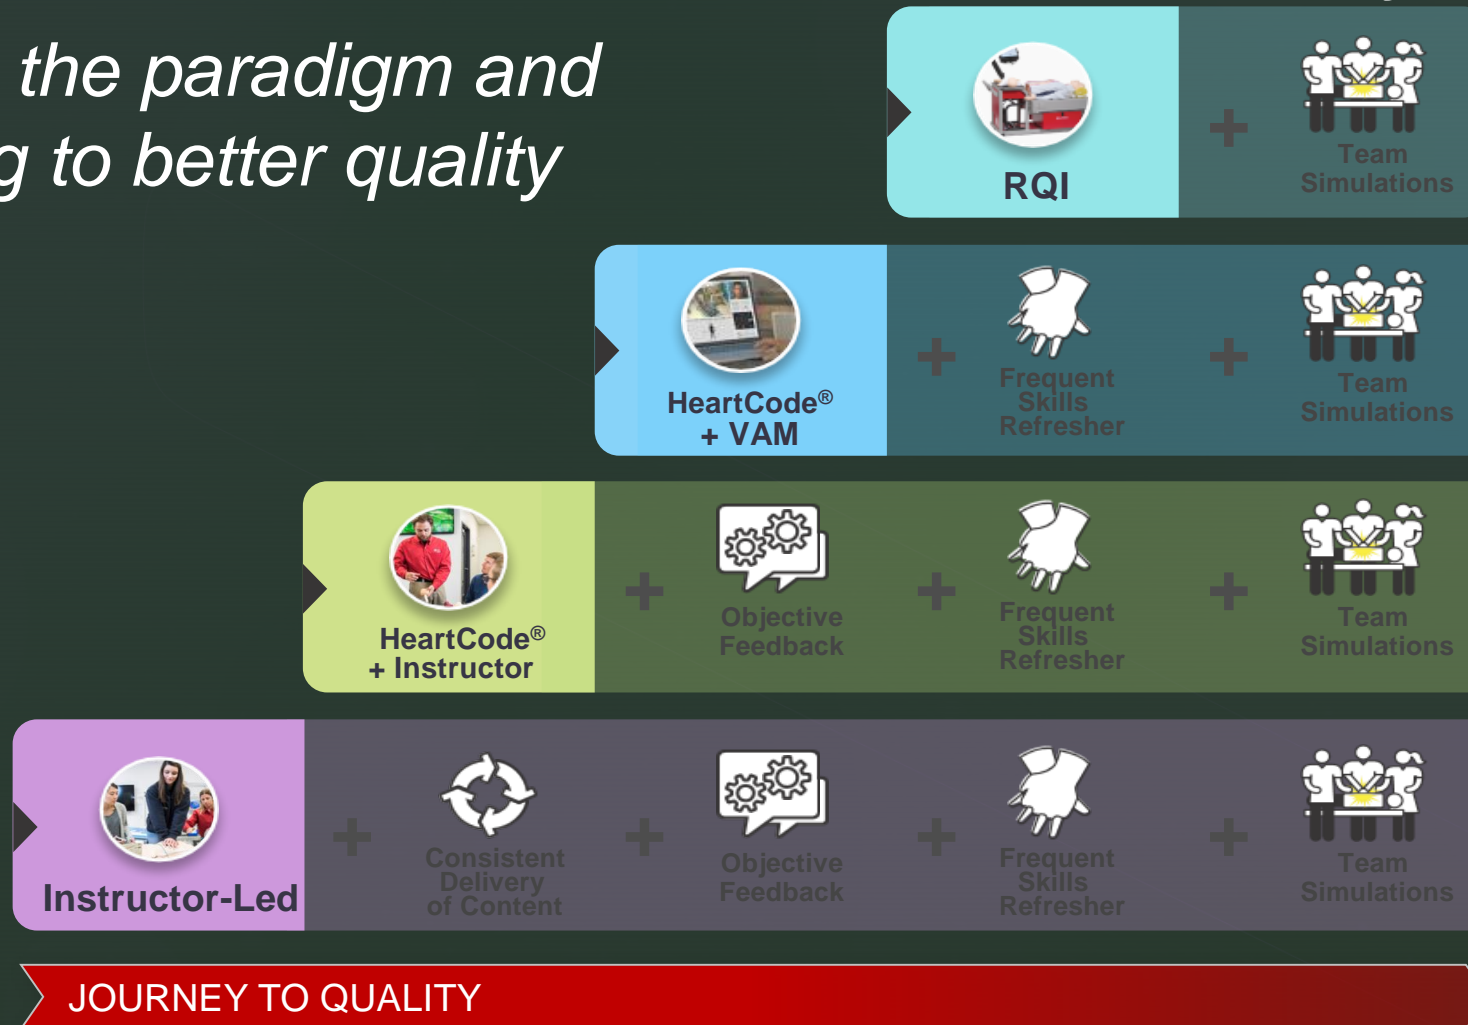 the paradigm and
g to better quality
RQI
+
Team
Simulations
HeartCode®
+ VAM
+
Frequent
Skills
Refresher
+
Team
Simulations
HeartCode®
+ Instructor
+
Objective
Feedback
+
Frequent
Skills
Refresher
+
Team
Simulations
Instructor-Led
+
Consistent
Delivery
of Content
+
Objective
Feedback
+
Frequent
Skills
Refresher
+
Team
Simulations
JOURNEY TO QUALITY